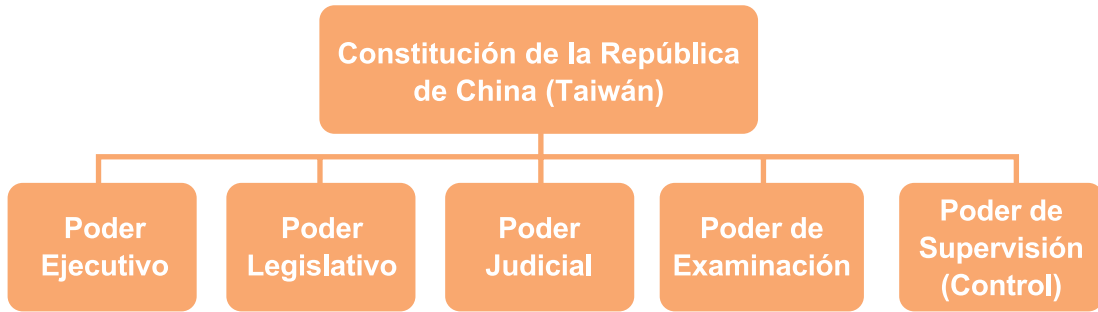 Constitución de la República
de China (Taiwán)
Poder
Ejecutivo
Poder
Legislativo
Poder
Judicial
Poder de
Examinación
Poder de
Supervisión
(Control)